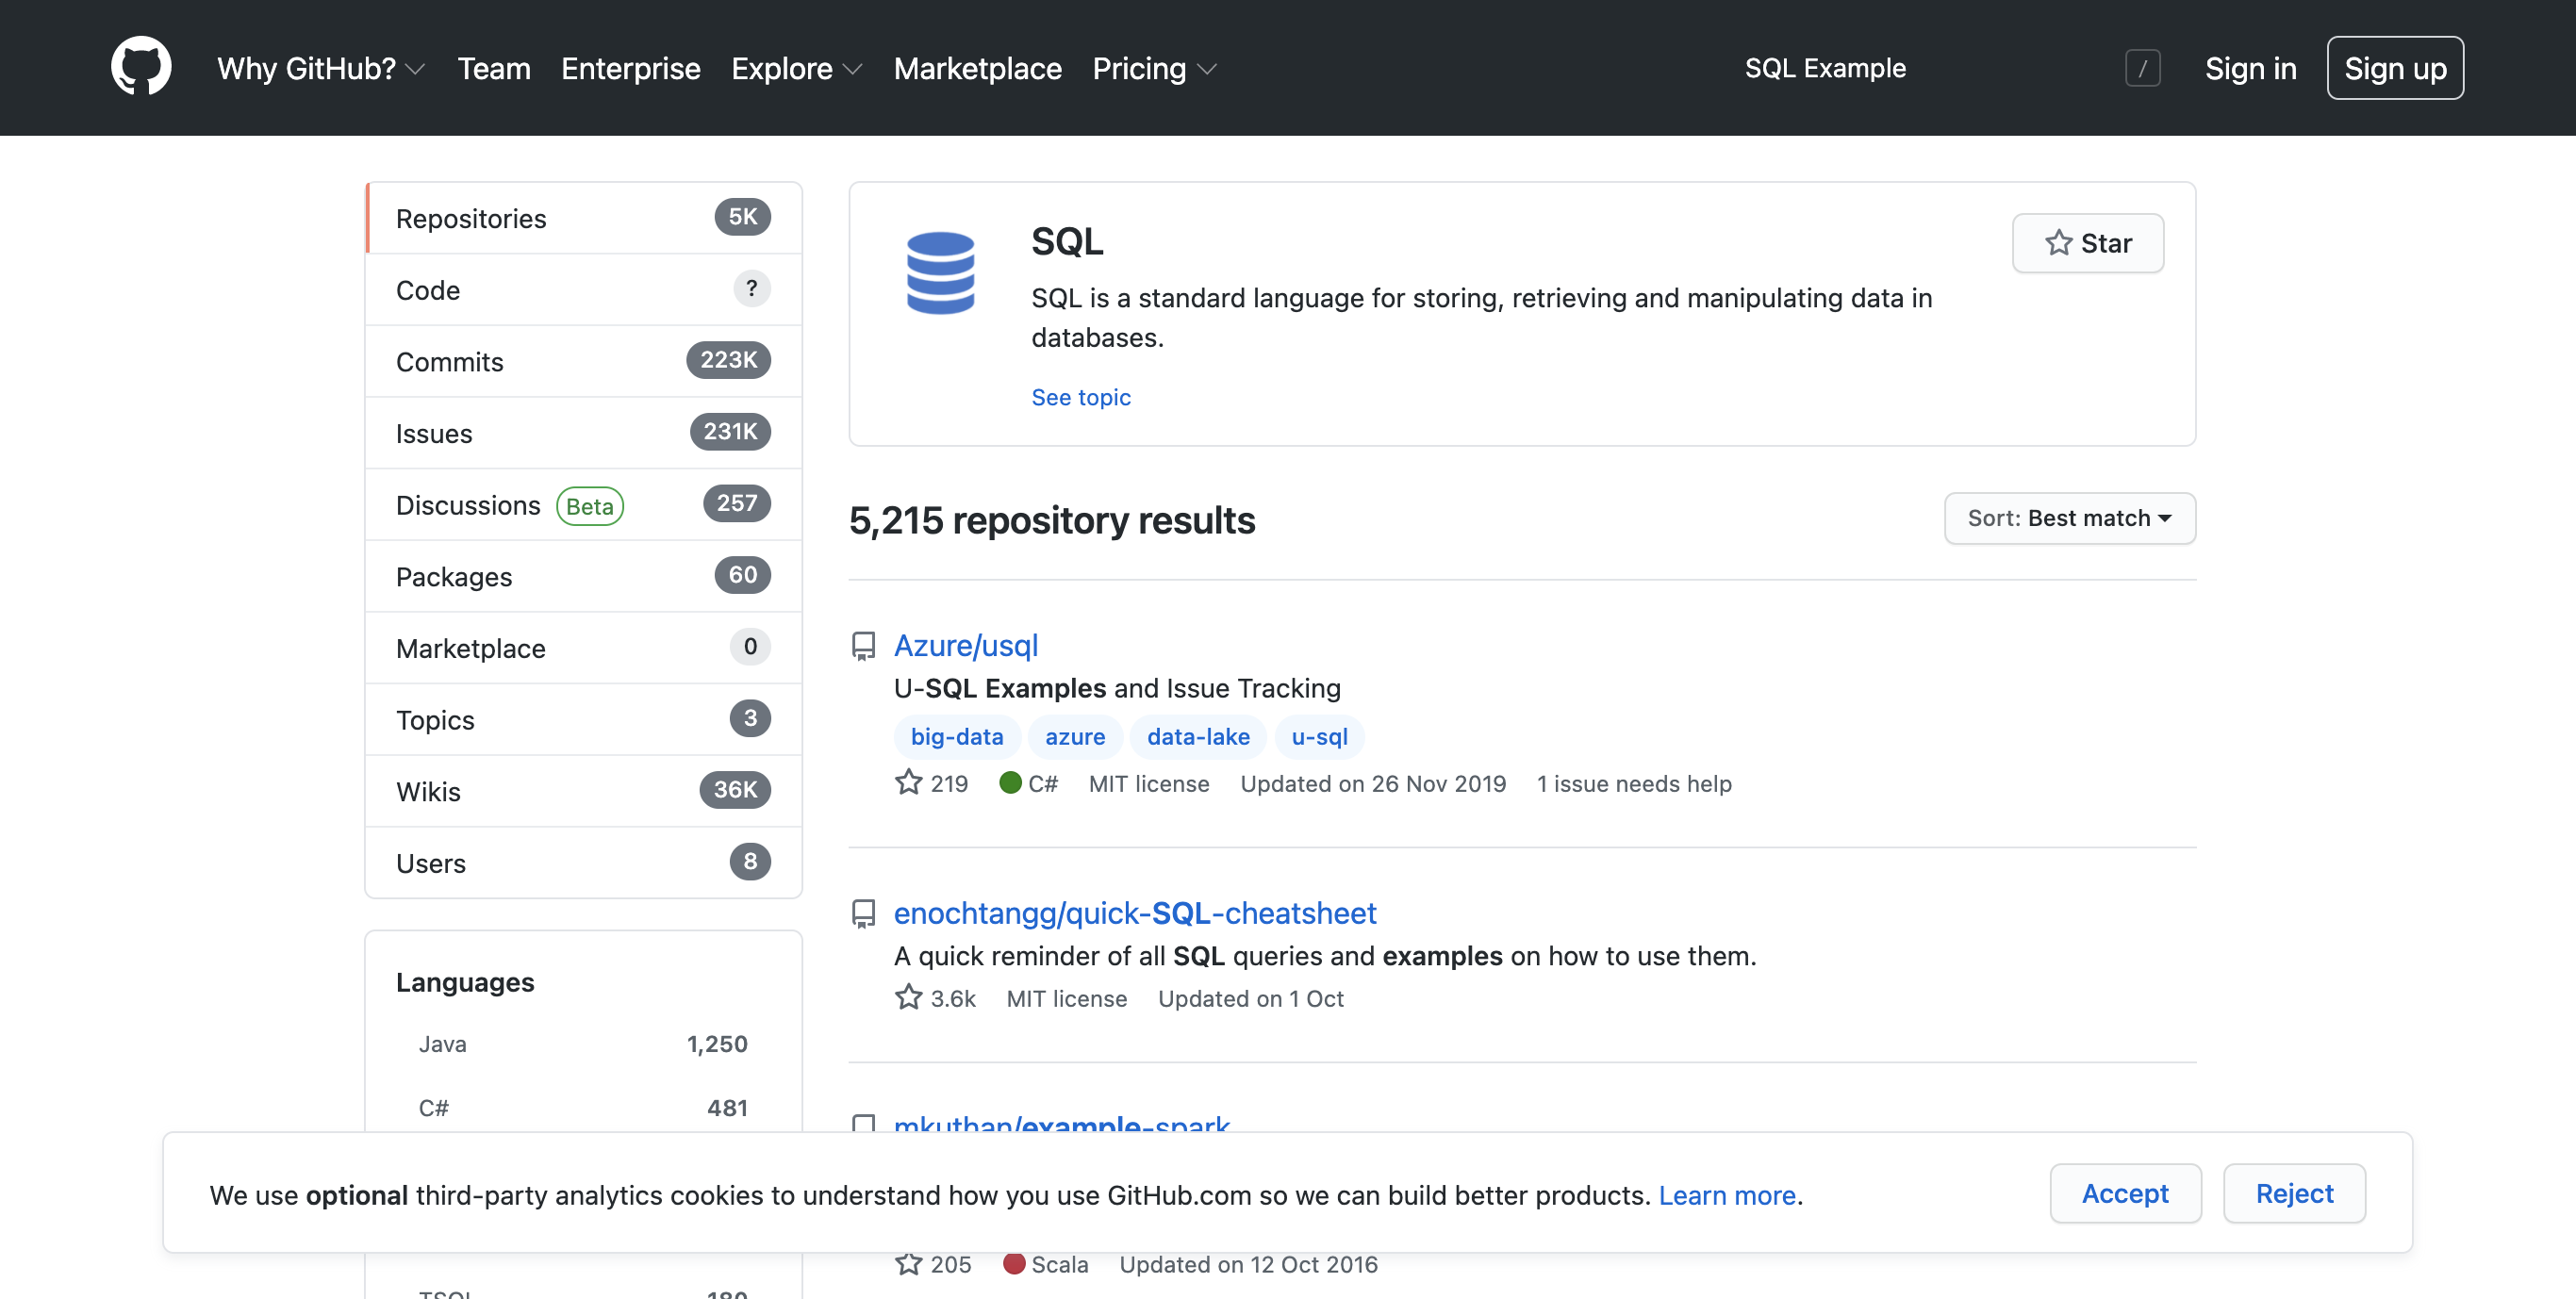 Why GitHub? Team Enterprise Explore Marketplace Pricing SQL Example / Sign in Sign up
Repositories 5K
Code ?
Commits 223K
Issues 231K
Discussions Beta 257
Packages 60
Marketplace 0
Topics 3
Wikis 36K
Users 8
Languages
Java 1,250
C# 481
SQL
Star
SQL is a standard language for storing, retrieving and manipulating data in
databases.
See topic
5,215 repository results
Sort: Best match
Azure/usql
U-SQL Examples and Issue Tracking
big-data azure data-lake u-sql
219 C# MIT license Updated on 26 Nov 2019 1 issue needs help
enochtangg/quick-SQL-cheatsheet
A quick reminder of all SQL queries and examples on how to use them.
3.6k MIT license Updated on 1 Oct
mkuthan/example-spark
We use optional third-party analytics cookies to understand how you use GitHub.com so we can build better products. Learn more.
Accept Reject
205 Scala Updated on 12 Oct 2016
TSQL 180